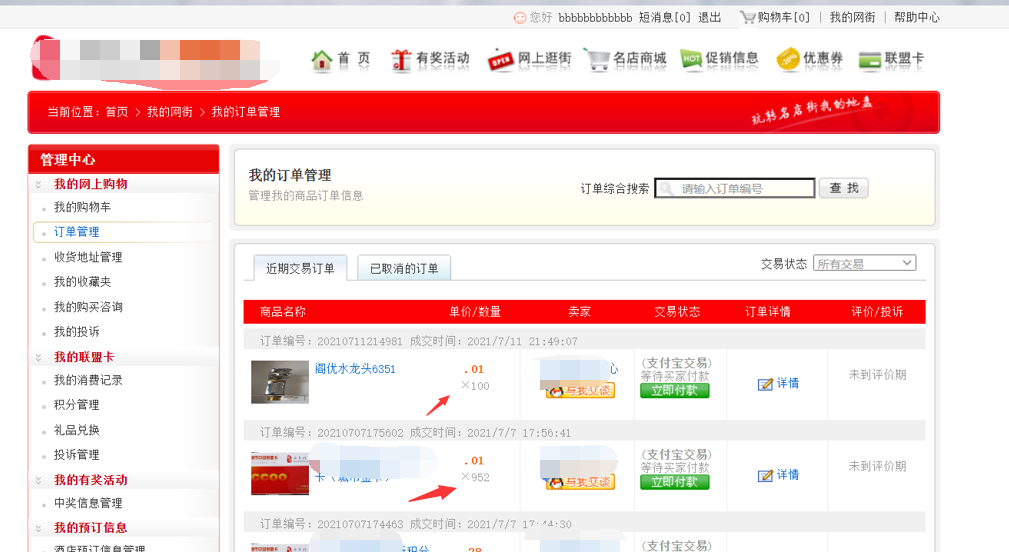 您好 bbbbbbbbbbbb 短消息[0] 退出 购物车[0] | 我的网街 | 帮助中心
首 页 有奖活动 OPEN 网上逛街 名店商城 HOT 促销信息 优惠券 联盟卡
当前位置：首页 > 我的网街 > 我的订单管理
玩转名店街我的地盘
管理中心
我的网上购物
我的购物车
订单管理
收货地址管理
我的收藏夹
我的购买咨询
我的投诉
我的联盟卡
我的消费记录
积分管理
礼品兑换
投诉管理
我的有奖活动
中奖信息管理
我的预订信息
酒店预订信息管理
我的订单管理
管理我的商品订单信息
订单综合搜索 请输入订单编号 查 找
近期交易订单 已取消的订单 交易状态 所有交易
商品名称 单价/数量 卖家 交易状态 订单详情 评价/投诉
订单编号：20210711214981 成交时间：2021/7/11 21:49:07
阁优水龙头6351 .01 心 (支付宝交易) 未到评价期
×100 等待买家付款 详情
与我交谈 立即付款
订单编号：20210707175602 成交时间：2021/7/7 17:56:41
.01 (支付宝交易) 未到评价期
×952 等待买家付款 详情
与我交谈 立即付款
订单编号：20210707174463 成交时间：2021/7/7 17:44:30
积分 .28 (支付宝交易)